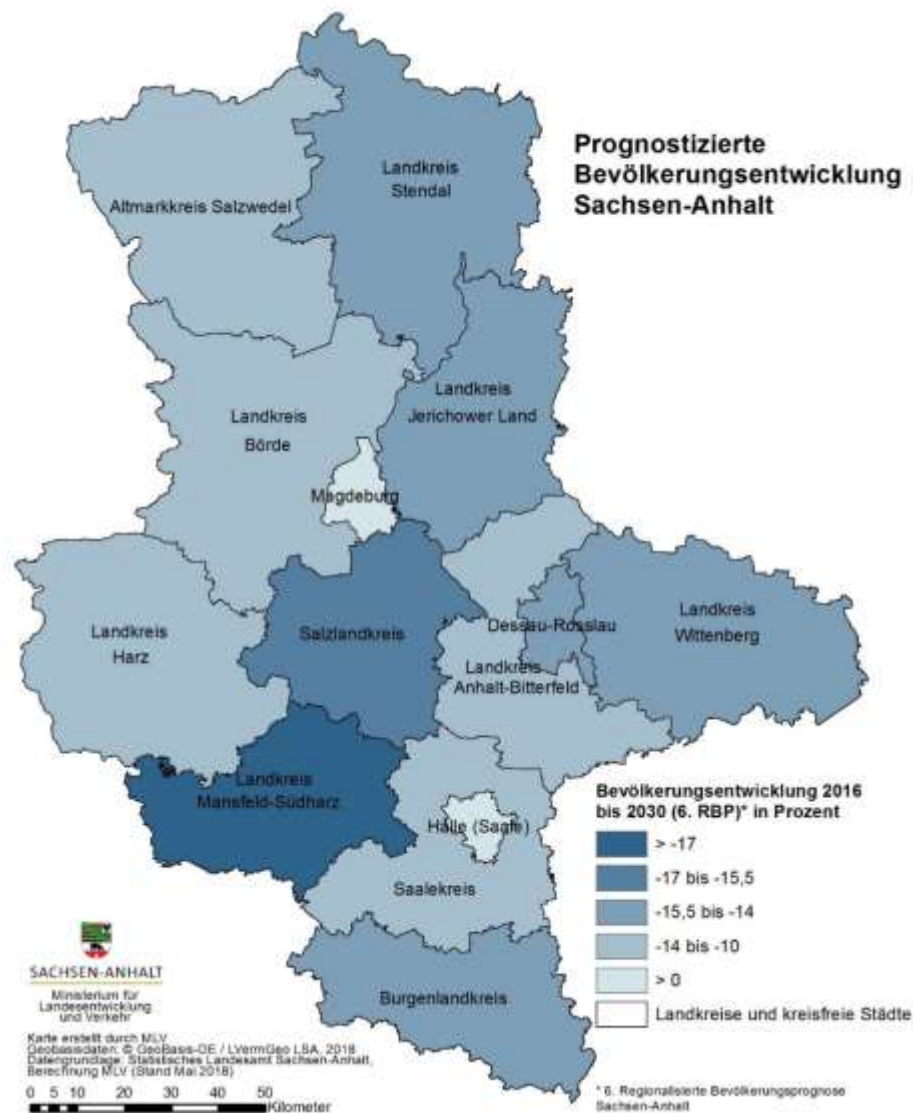 Prognostizierte
Bevölkerungsentwicklung
Sachsen-Anhalt
Landkreis
Stendal
Altmarkkreis Salzwedel
Landkreis
Jerichower Land
Landkreis
Börde
Magdeburg
Landkreis
Wittenberg
Dessau-Rosslau
Salzlandkreis
Landkreis
Harz
Landkreis
Anhalt-Bitterfeld
Landkreis
Mansfeld-Südharz
Halle (Saale)
Saalekreis
Burgenlandkreis
Bevölkerungsentwicklung 2016
bis 2030 (6. RBP)* in Prozent
> -17
-17 bis -15,5
-15,5 bis -14
-14 bis -10
> 0
Landkreise und kreisfreie Städte
SACHSEN-ANHALT
Ministerium für
Landesentwicklung
und Verkehr
Karte erstellt durch MLV
Geobasisdaten: © GeoBasis-DE / LVermGeo LSA, 2018
Datengrundlage: Statistisches Landesamt Sachsen-Anhalt,
Berechnung MLV (Stand Mai 2018)
0 5 10 20 30 40 50
Kilometer
* 6. Regionalisierte Bevölkerungsprognose
Sachsen-Anhalt